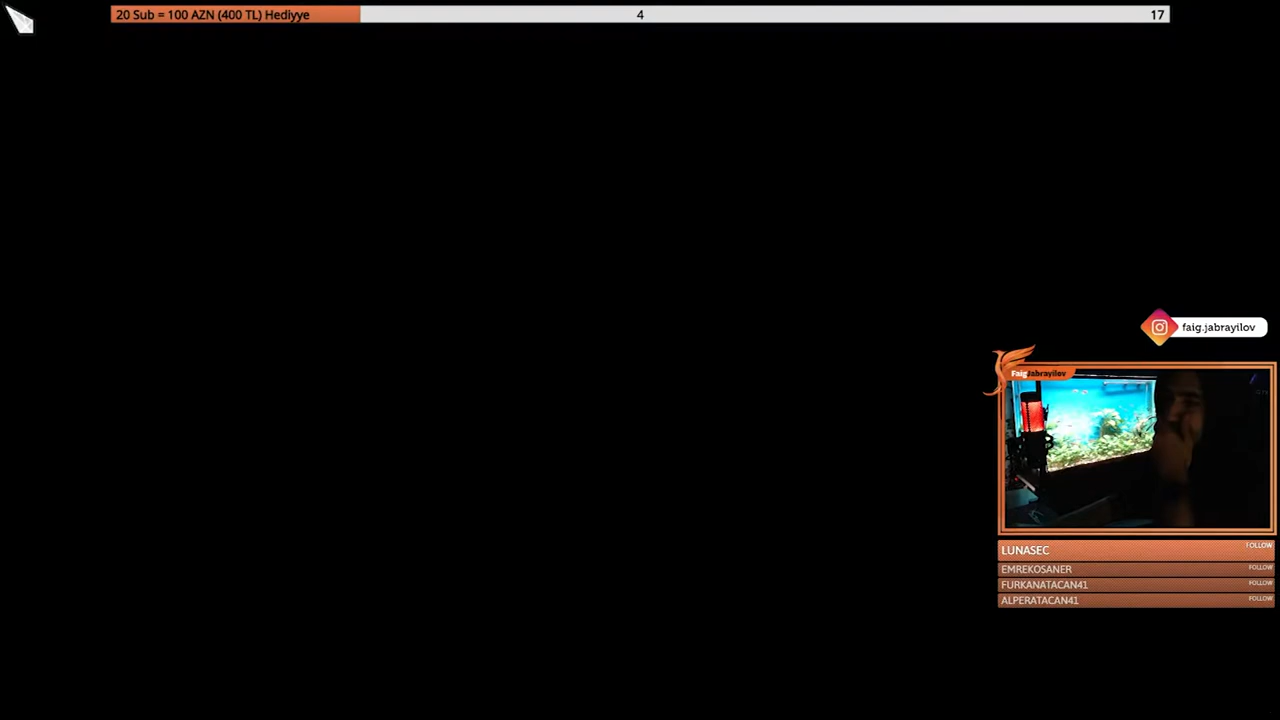 20 Sub = 100 AZN (400 TL) Hediyye 4 17
faig.jabrayilov
FaigJabrayilov
LUNASEC FOLLOW
EMREKOSANER FOLLOW
FURKANATACAN41 FOLLOW
ALPERATACAN41 FOLLOW